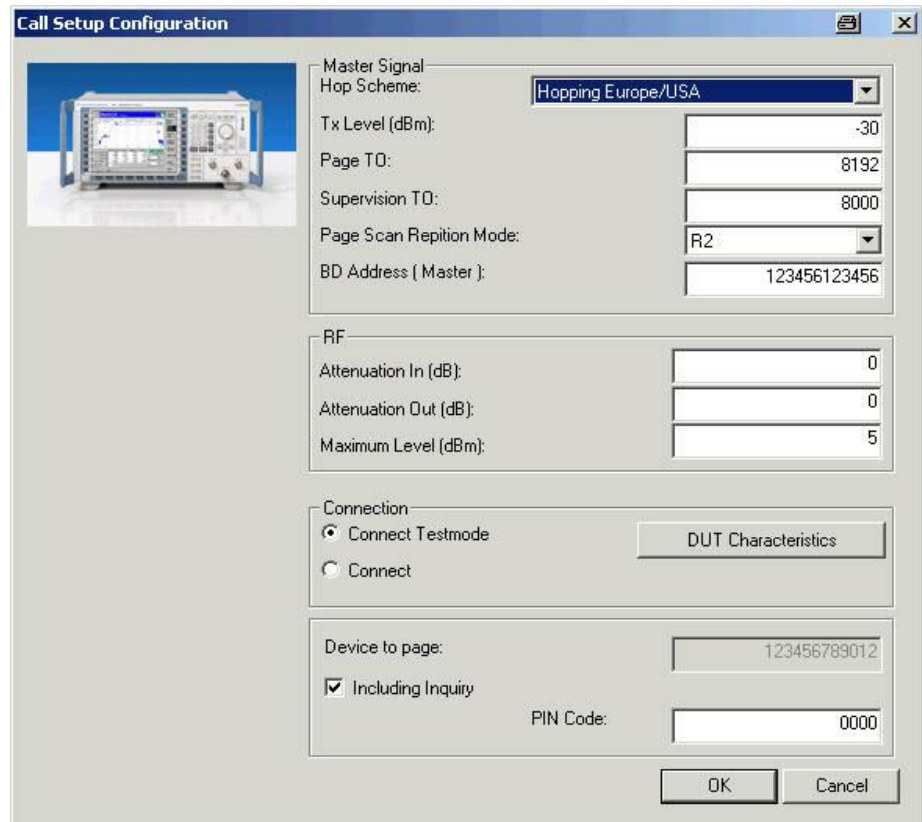 Call Setup Configuration
Master Signal
Hop Scheme: Hopping Europe/USA
Tx Level (dBm): -30
Page TO: 8192
Supervision TO: 8000
Page Scan Repition Mode: R2
BD Address ( Master ): 123456123456
RF
Attenuation In (dB): 0
Attenuation Out (dB): 0
Maximum Level (dBm): 5
Connection
Connect Testmode
DUT Characteristics
Connect
Device to page: 123456789012
Including Inquiry
PIN Code: 0000
OK Cancel